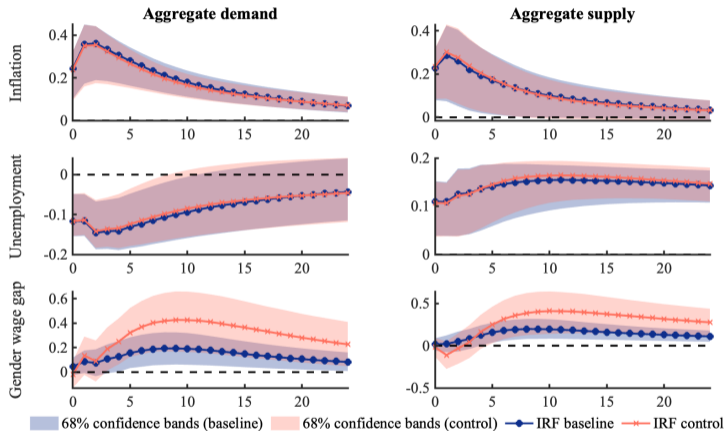 Aggregate demand
Aggregate supply
Inflation
0.4
0.2
0
0 5 10 15 20
0.4
0.2
0
0 5 10 15 20
Unemployment
0
-0.1
-0.2
0 5 10 15 20
0.2
0.1
0
0 5 10 15 20
Gender wage gap
0.6
0.4
0.2
0
0 5 10 15 20
0.5
0
-0.5
0 5 10 15 20
68% confidence bands (baseline) 68% confidence bands (control) IRF baseline IRF control